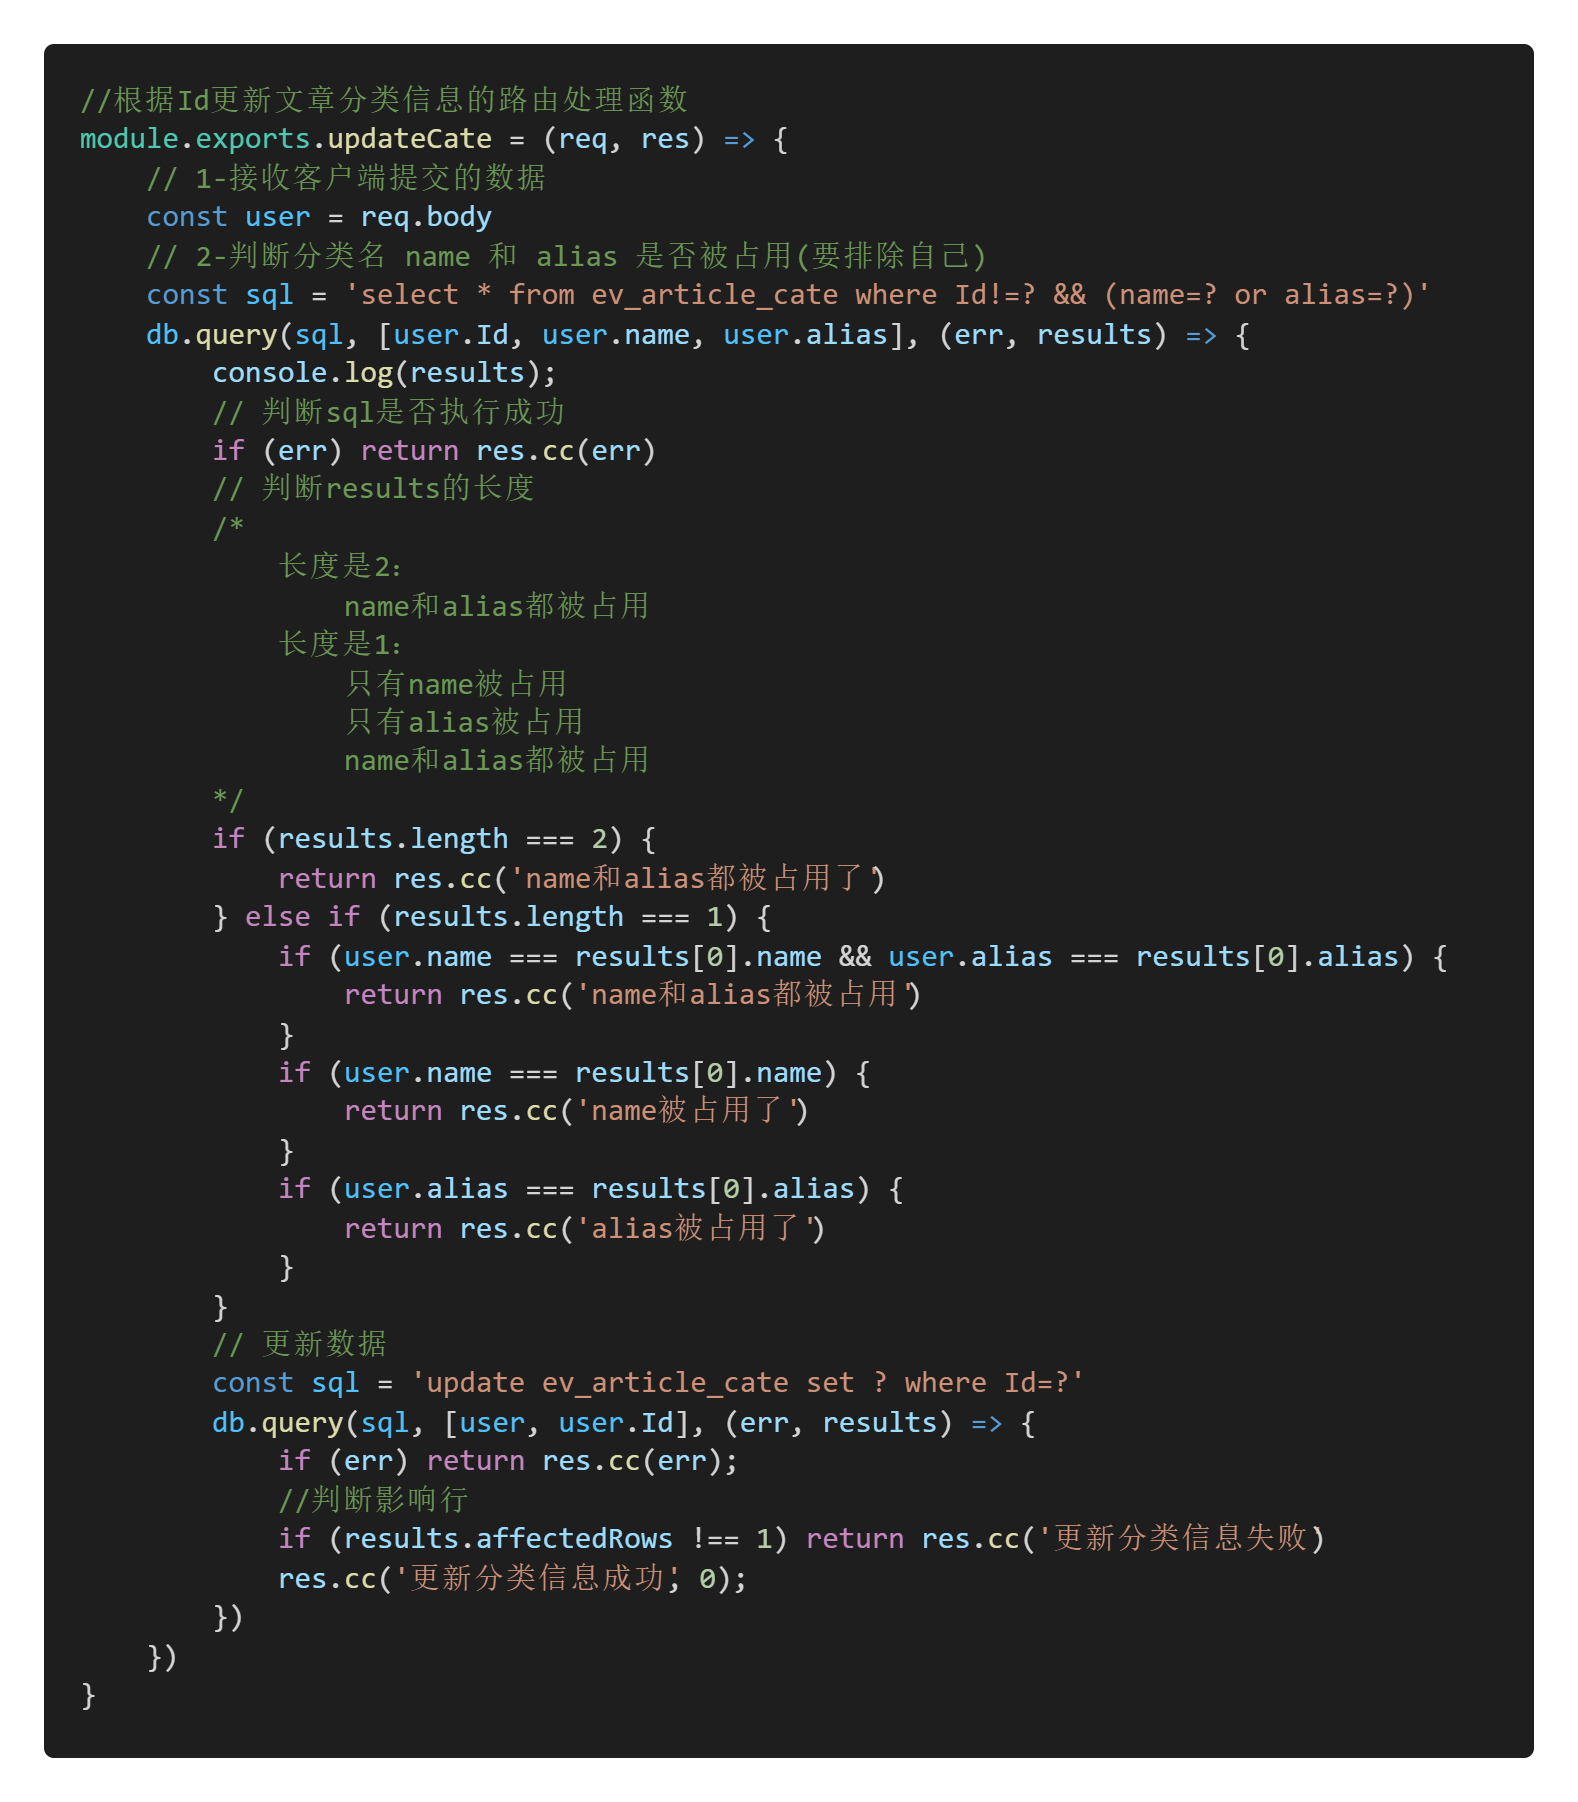 //根据Id更新文章分类信息的路由处理函数
module.exports.updateCate = (req, res) => {
    // 1-接收客户端提交的数据
    const user = req.body
    // 2-判断分类名 name 和 alias 是否被占用(要排除自己)
    const sql = 'select * from ev_article_cate where Id!=? && (name=? or alias=?)'
    db.query(sql, [user.Id, user.name, user.alias], (err, results) => {
        console.log(results);
        // 判断sql是否执行成功
        if (err) return res.cc(err)
        // 判断results的长度
        /*
            长度是2：
                name和alias都被占用
            长度是1：
                只有name被占用
                只有alias被占用
                name和alias都被占用
        */
        if (results.length === 2) {
            return res.cc('name和alias都被占用了')
        } else if (results.length === 1) {
            if (user.name === results[0].name && user.alias === results[0].alias) {
                return res.cc('name和alias都被占用')
            }
            if (user.name === results[0].name) {
                return res.cc('name被占用了')
            }
            if (user.alias === results[0].alias) {
                return res.cc('alias被占用了')
            }
        }
        // 更新数据
        const sql = 'update ev_article_cate set ? where Id=?'
        db.query(sql, [user, user.Id], (err, results) => {
            if (err) return res.cc(err);
            //判断影响行
            if (results.affectedRows !== 1) return res.cc('更新分类信息失败')
            res.cc('更新分类信息成功', 0);
        })
    })
}